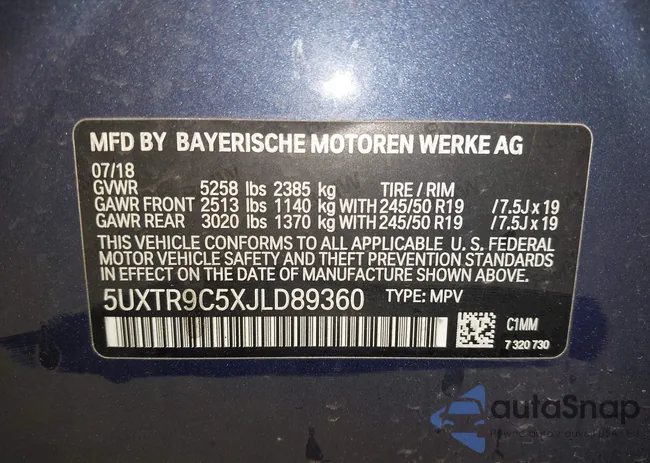 MFD BY BAYERISCHE MOTOREN WERKE AG
07/18
GVWR 5258 lbs 2385 kg TIRE / RIM
GAWR FRONT 2513 lbs 1140 kg WITH 245/50 R19 /7.5J x 19
GAWR REAR 3020 lbs 1370 kg WITH 245/50 R19 /7.5J x 19
THIS VEHICLE CONFORMS TO ALL APPLICABLE U. S. FEDERAL
MOTOR VEHICLE SAFETY AND THEFT PREVENTION STANDARDS
IN EFFECT ON THE DATE OF MANUFACTURE SHOWN ABOVE.
5UXTR9C5XJLD89360 TYPE: MPV
C1MM
7 320 730
autaSnap